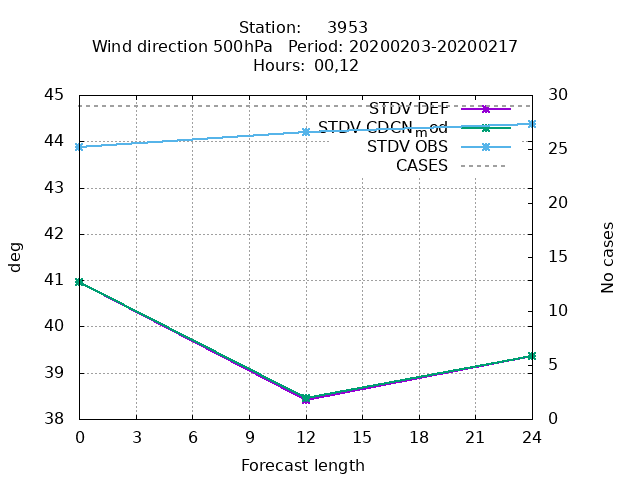 Station: 3953
Wind direction 500hPa Period: 20200203-20200217
Hours: 00,12
45 30
STDV DEF
STDV CDCN_mod
44 STDV OBS 25
CASES
43
20
42
15
41
40 10
39 5
38 0
deg
No cases
0 3 6 9 12 15 18 21 24
Forecast length